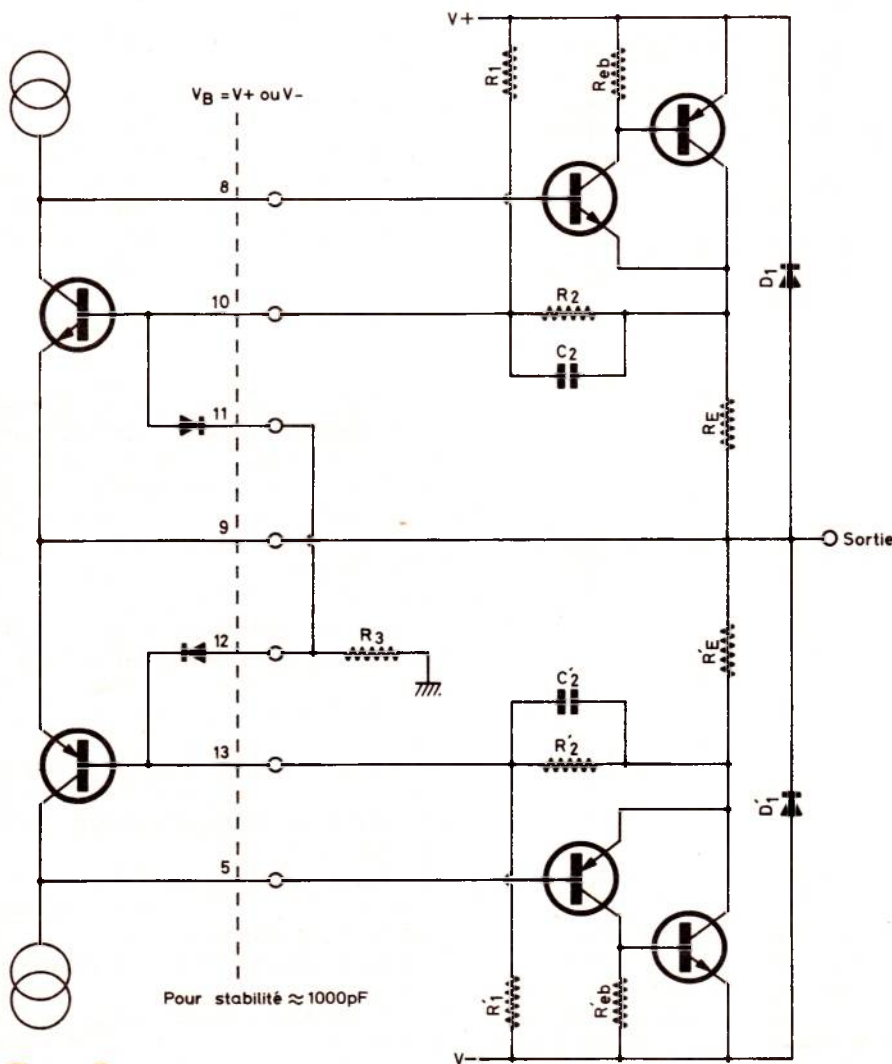 V+
R1
Reb
VB = V+ ou V-
8
D1
10
R2
C2
11
RE
9
Sortie
12
R3
R'E
C'2
13
R'2
D'1
5
Pour stabilité ≈ 1000pF
R'1
R'eb
V-